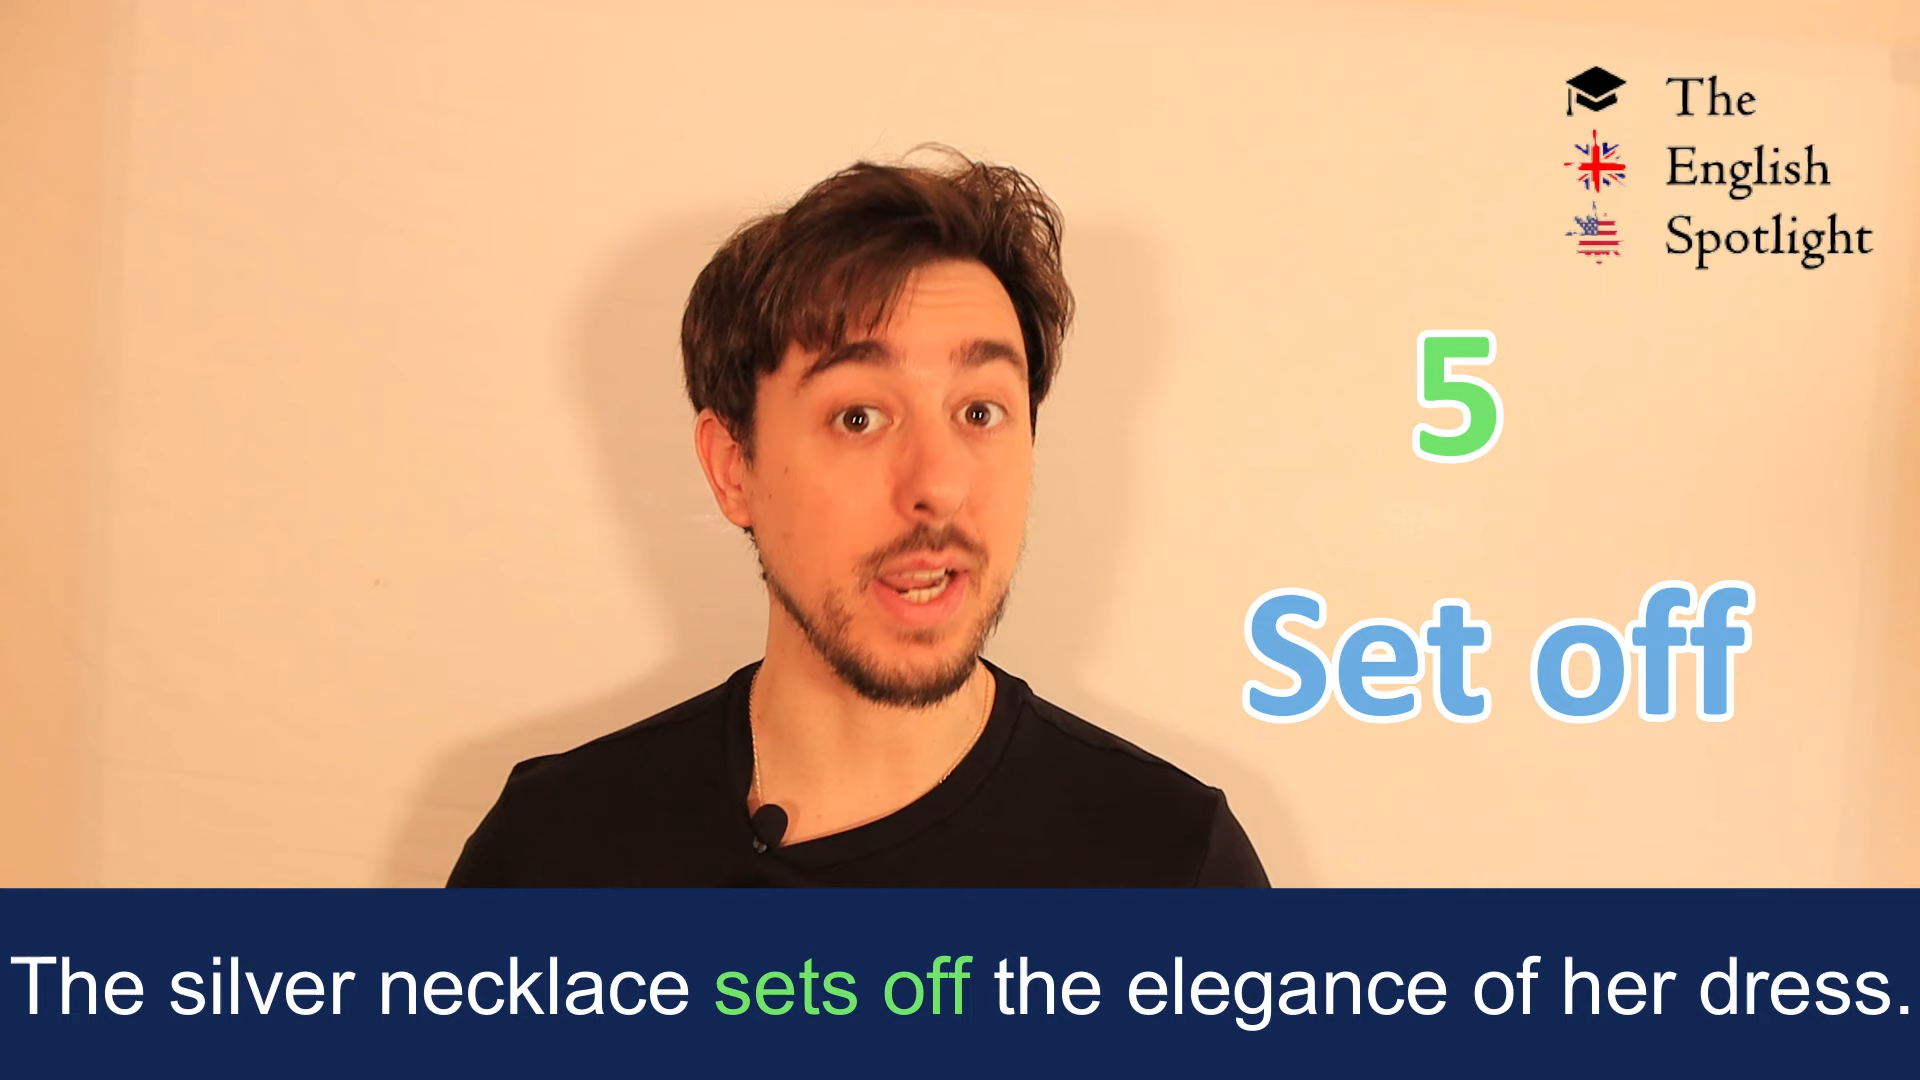 The
English
Spotlight
5
Set off
The silver necklace sets off the elegance of her dress.